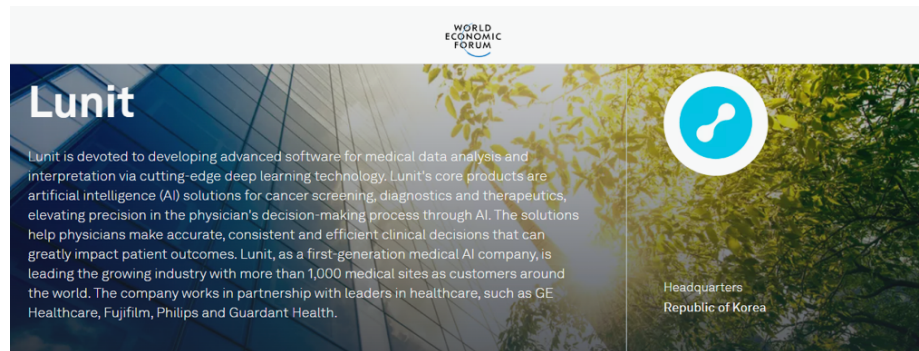 WORLD
ECONOMIC
FORUM
Lunit
Lunit is devoted to developing advanced software for medical data analysis and
interpretation via cutting-edge deep learning technology. Lunit's core products are
artificial intelligence (AI) solutions for cancer screening, diagnostics and therapeutics,
elevating precision in the physician's decision-making process through AI. The solutions
help physicians make accurate, consistent and efficient clinical decisions that can
greatly impact patient outcomes. Lunit, as a first-generation medical AI company, is
leading the growing industry with more than 1,000 medical sites as customers around
the world. The company works in partnership with leaders in healthcare, such as GE
Healthcare, Fujifilm, Philips and Guardant Health.
Headquarters
Republic of Korea